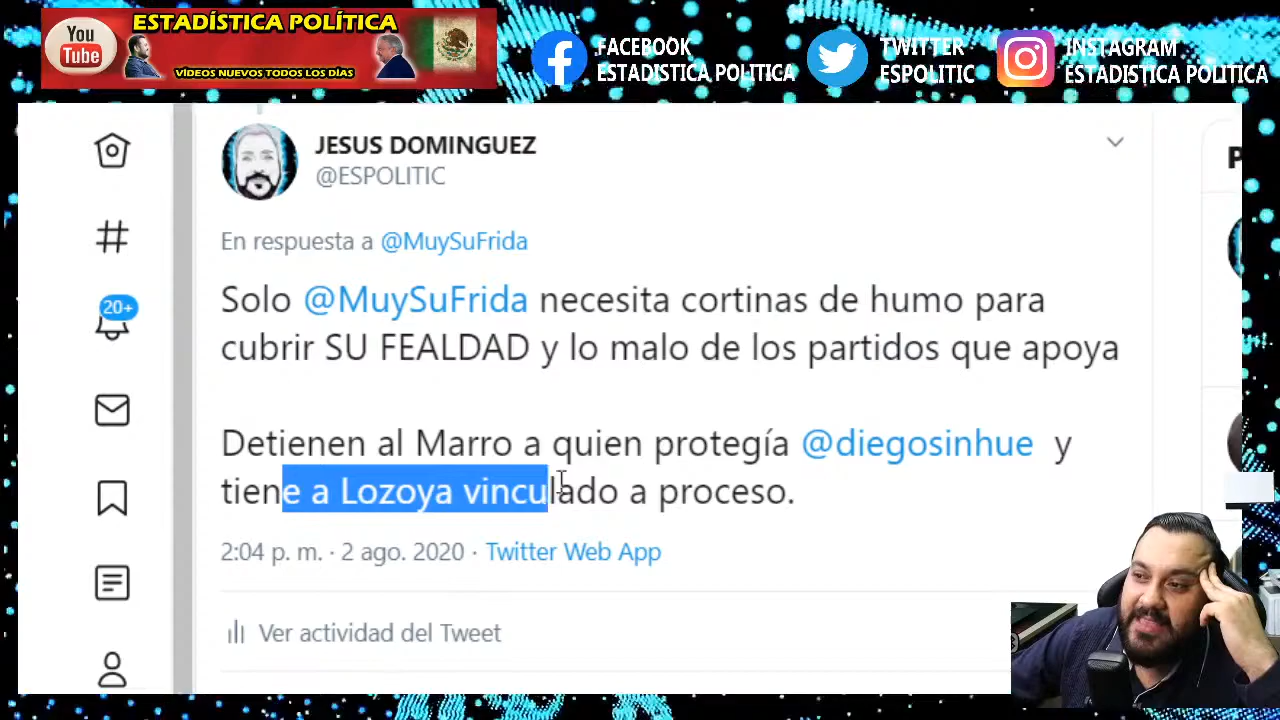 You
Tube
ESTADÍSTICA POLÍTICA
VÍDEOS NUEVOS TODOS LOS DÍAS
FACEBOOK
ESTADISTICA POLITICA
TWITTER
ESPOLITIC
INSTAGRAM
ESTADISTICA POLITICA
JESUS DOMINGUEZ
@ESPOLITIC
En respuesta a @MuySuFrida
20+
Solo @MuySuFrida necesita cortinas de humo para
cubrir SU FEALDAD y lo malo de los partidos que apoya
Detienen al Marro a quien protegía @diegosinhue y
tiene a Lozoya vinculado a proceso.
2:04 p. m. · 2 ago. 2020 · Twitter Web App
Ver actividad del Tweet